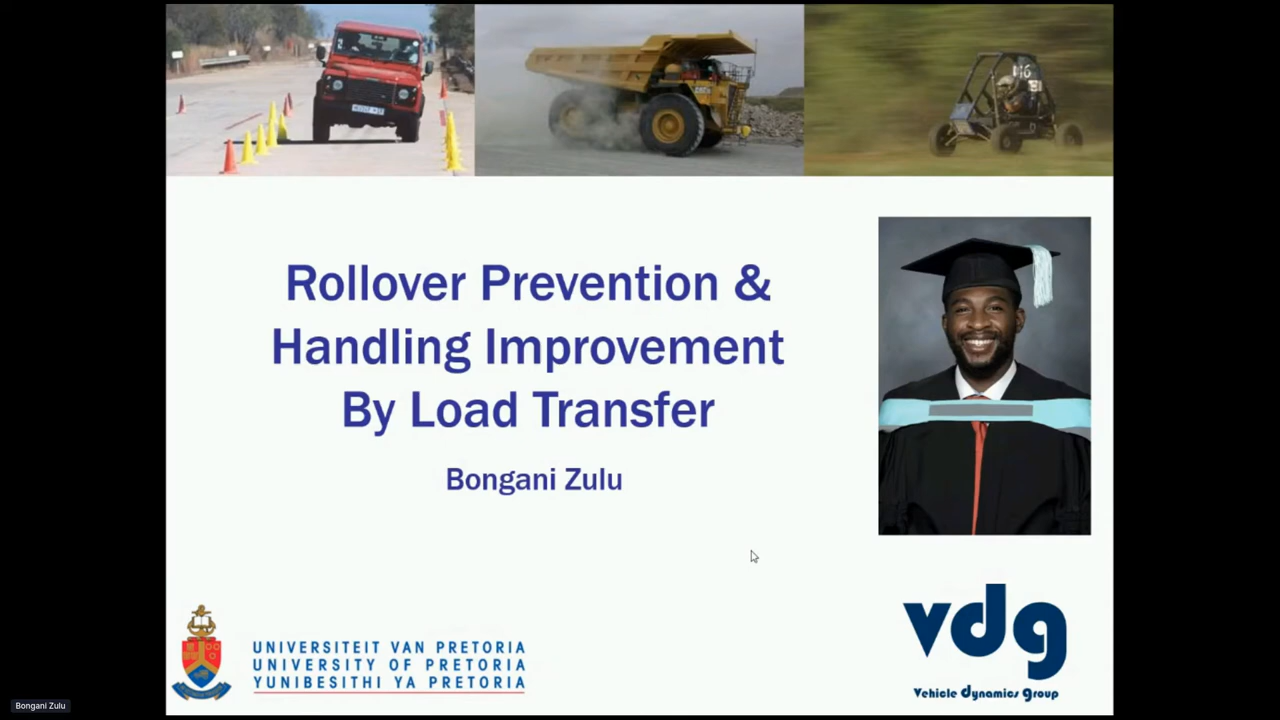 Rollover Prevention &
Handling Improvement
By Load Transfer
Bongani Zulu
UNIVERSITEIT VAN PRETORIA
UNIVERSITY OF PRETORIA
YUNIBESITHI YA PRETORIA
vdg
Vehicle dynamics group
Bongani Zulu